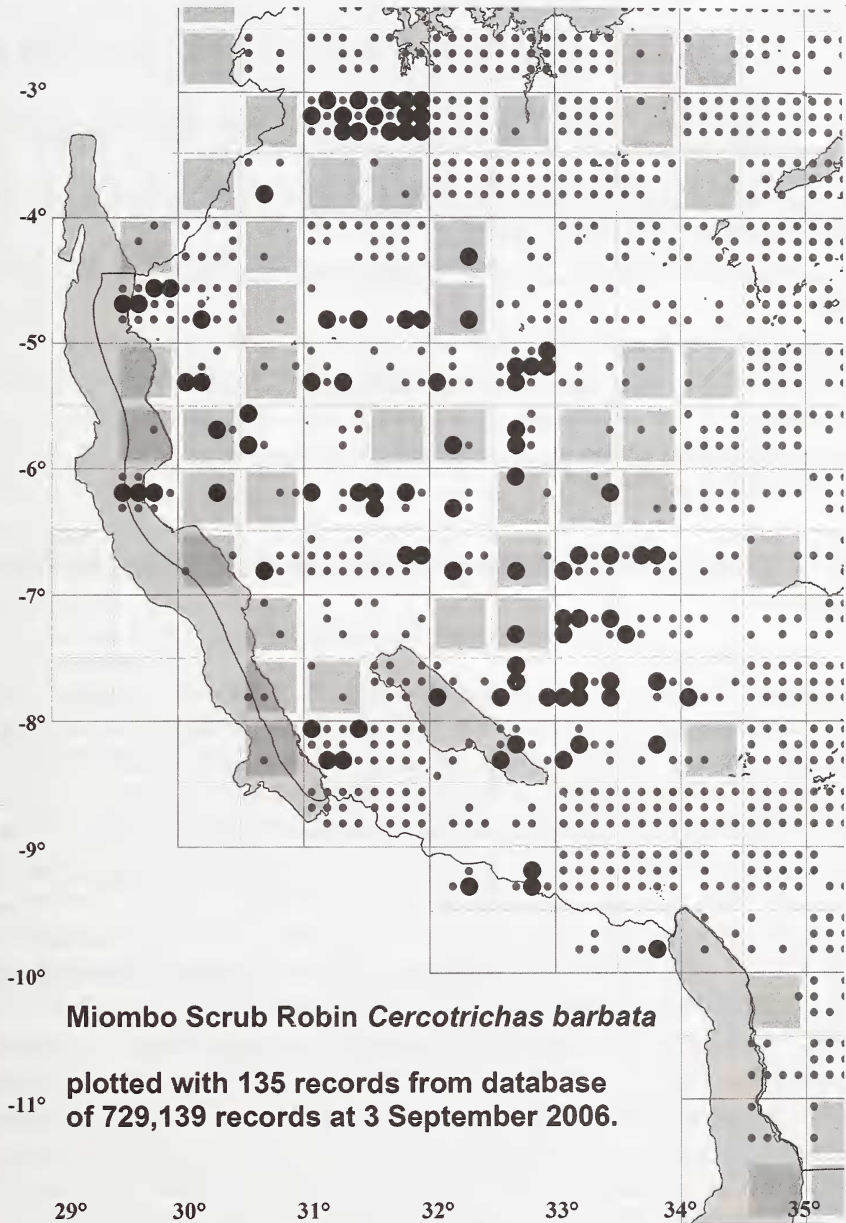 -3°
-4°
-5°
-6°
-7°
-8°
-9°
-10°
Miombo Scrub Robin Cercotrichas barbata
plotted with 135 records from database
-11°
of 729,139 records at 3 September 2006.
29° 30° 31° 32° 33° 34° 35°